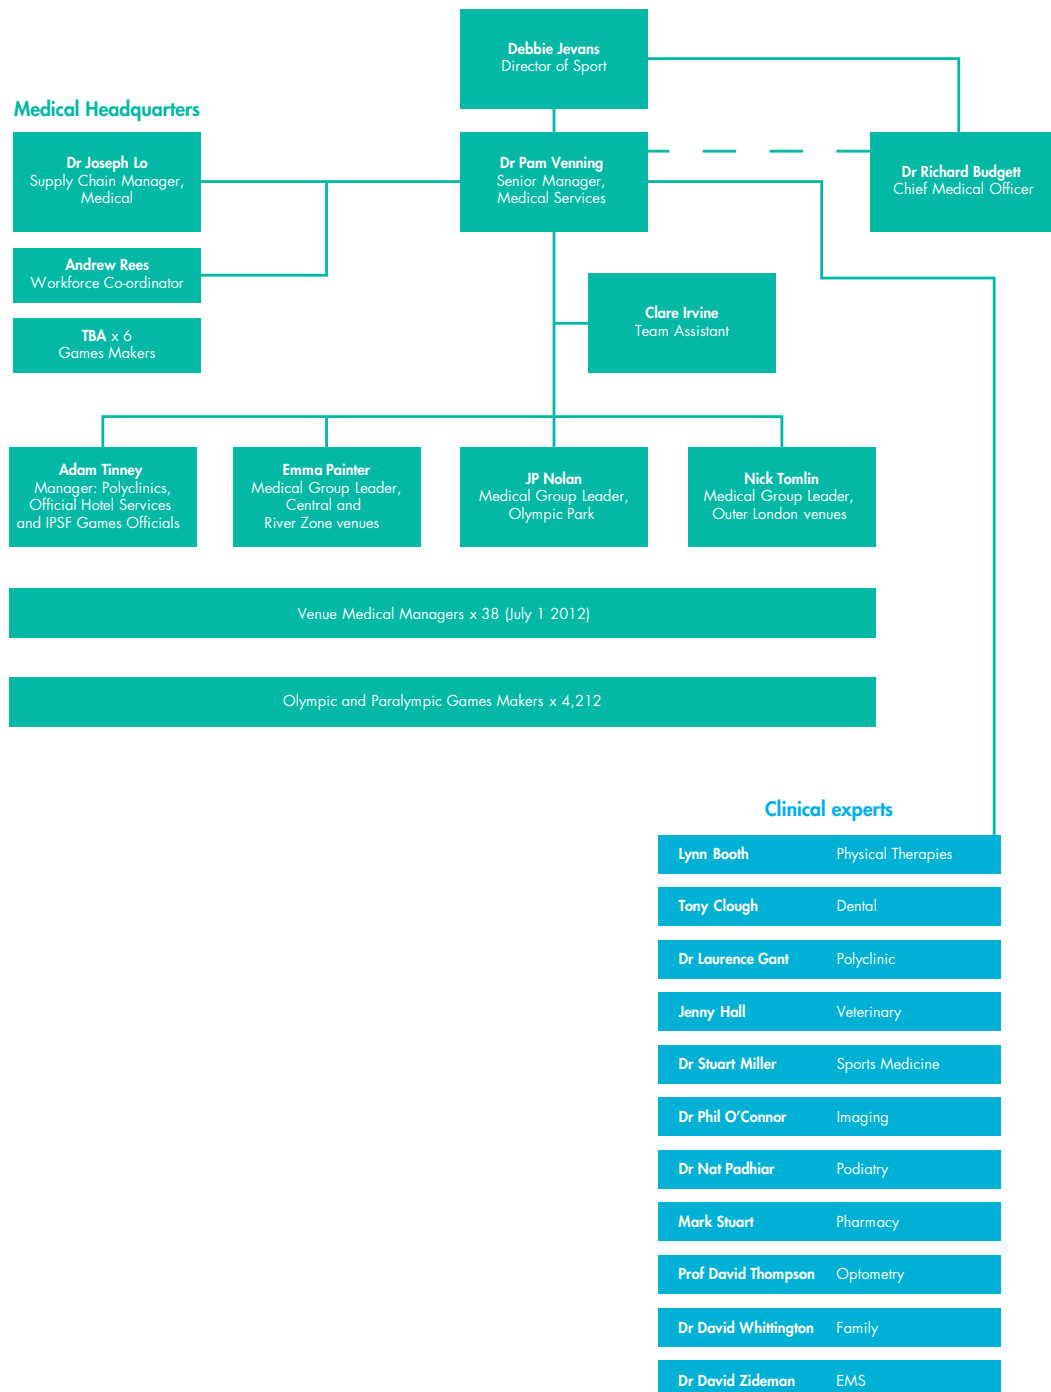 Debbie Jevans
Director of Sport
Medical Headquarters
Dr Joseph Lo
Supply Chain Manager,
Medical
Dr Pam Venning
Senior Manager,
Medical Services
Dr Richard Budgett
Chief Medical Officer
Andrew Rees
Workforce Co-ordinator
TBA x 6
Games Makers
Clare Irvine
Team Assistant
Adam Tinney
Manager: Polyclinics,
Official Hotel Services
and IPSF Games Officials
Emma Painter
Medical Group Leader,
Central and
River Zone venues
JP Nolan
Medical Group Leader,
Olympic Park
Nick Tomlin
Medical Group Leader,
Outer London venues
Venue Medical Managers x 38 (July 1 2012)
Olympic and Paralympic Games Makers x 4,212
Clinical experts
Lynn Booth Physical Therapies
Tony Clough Dental
Dr Laurence Gant Polyclinic
Jenny Hall Veterinary
Dr Stuart Miller Sports Medicine
Dr Phil O’Connor Imaging
Dr Nat Padhiar Podiatry
Mark Stuart Pharmacy
Prof David Thompson Optometry
Dr David Whittington Family
Dr David Zideman EMS